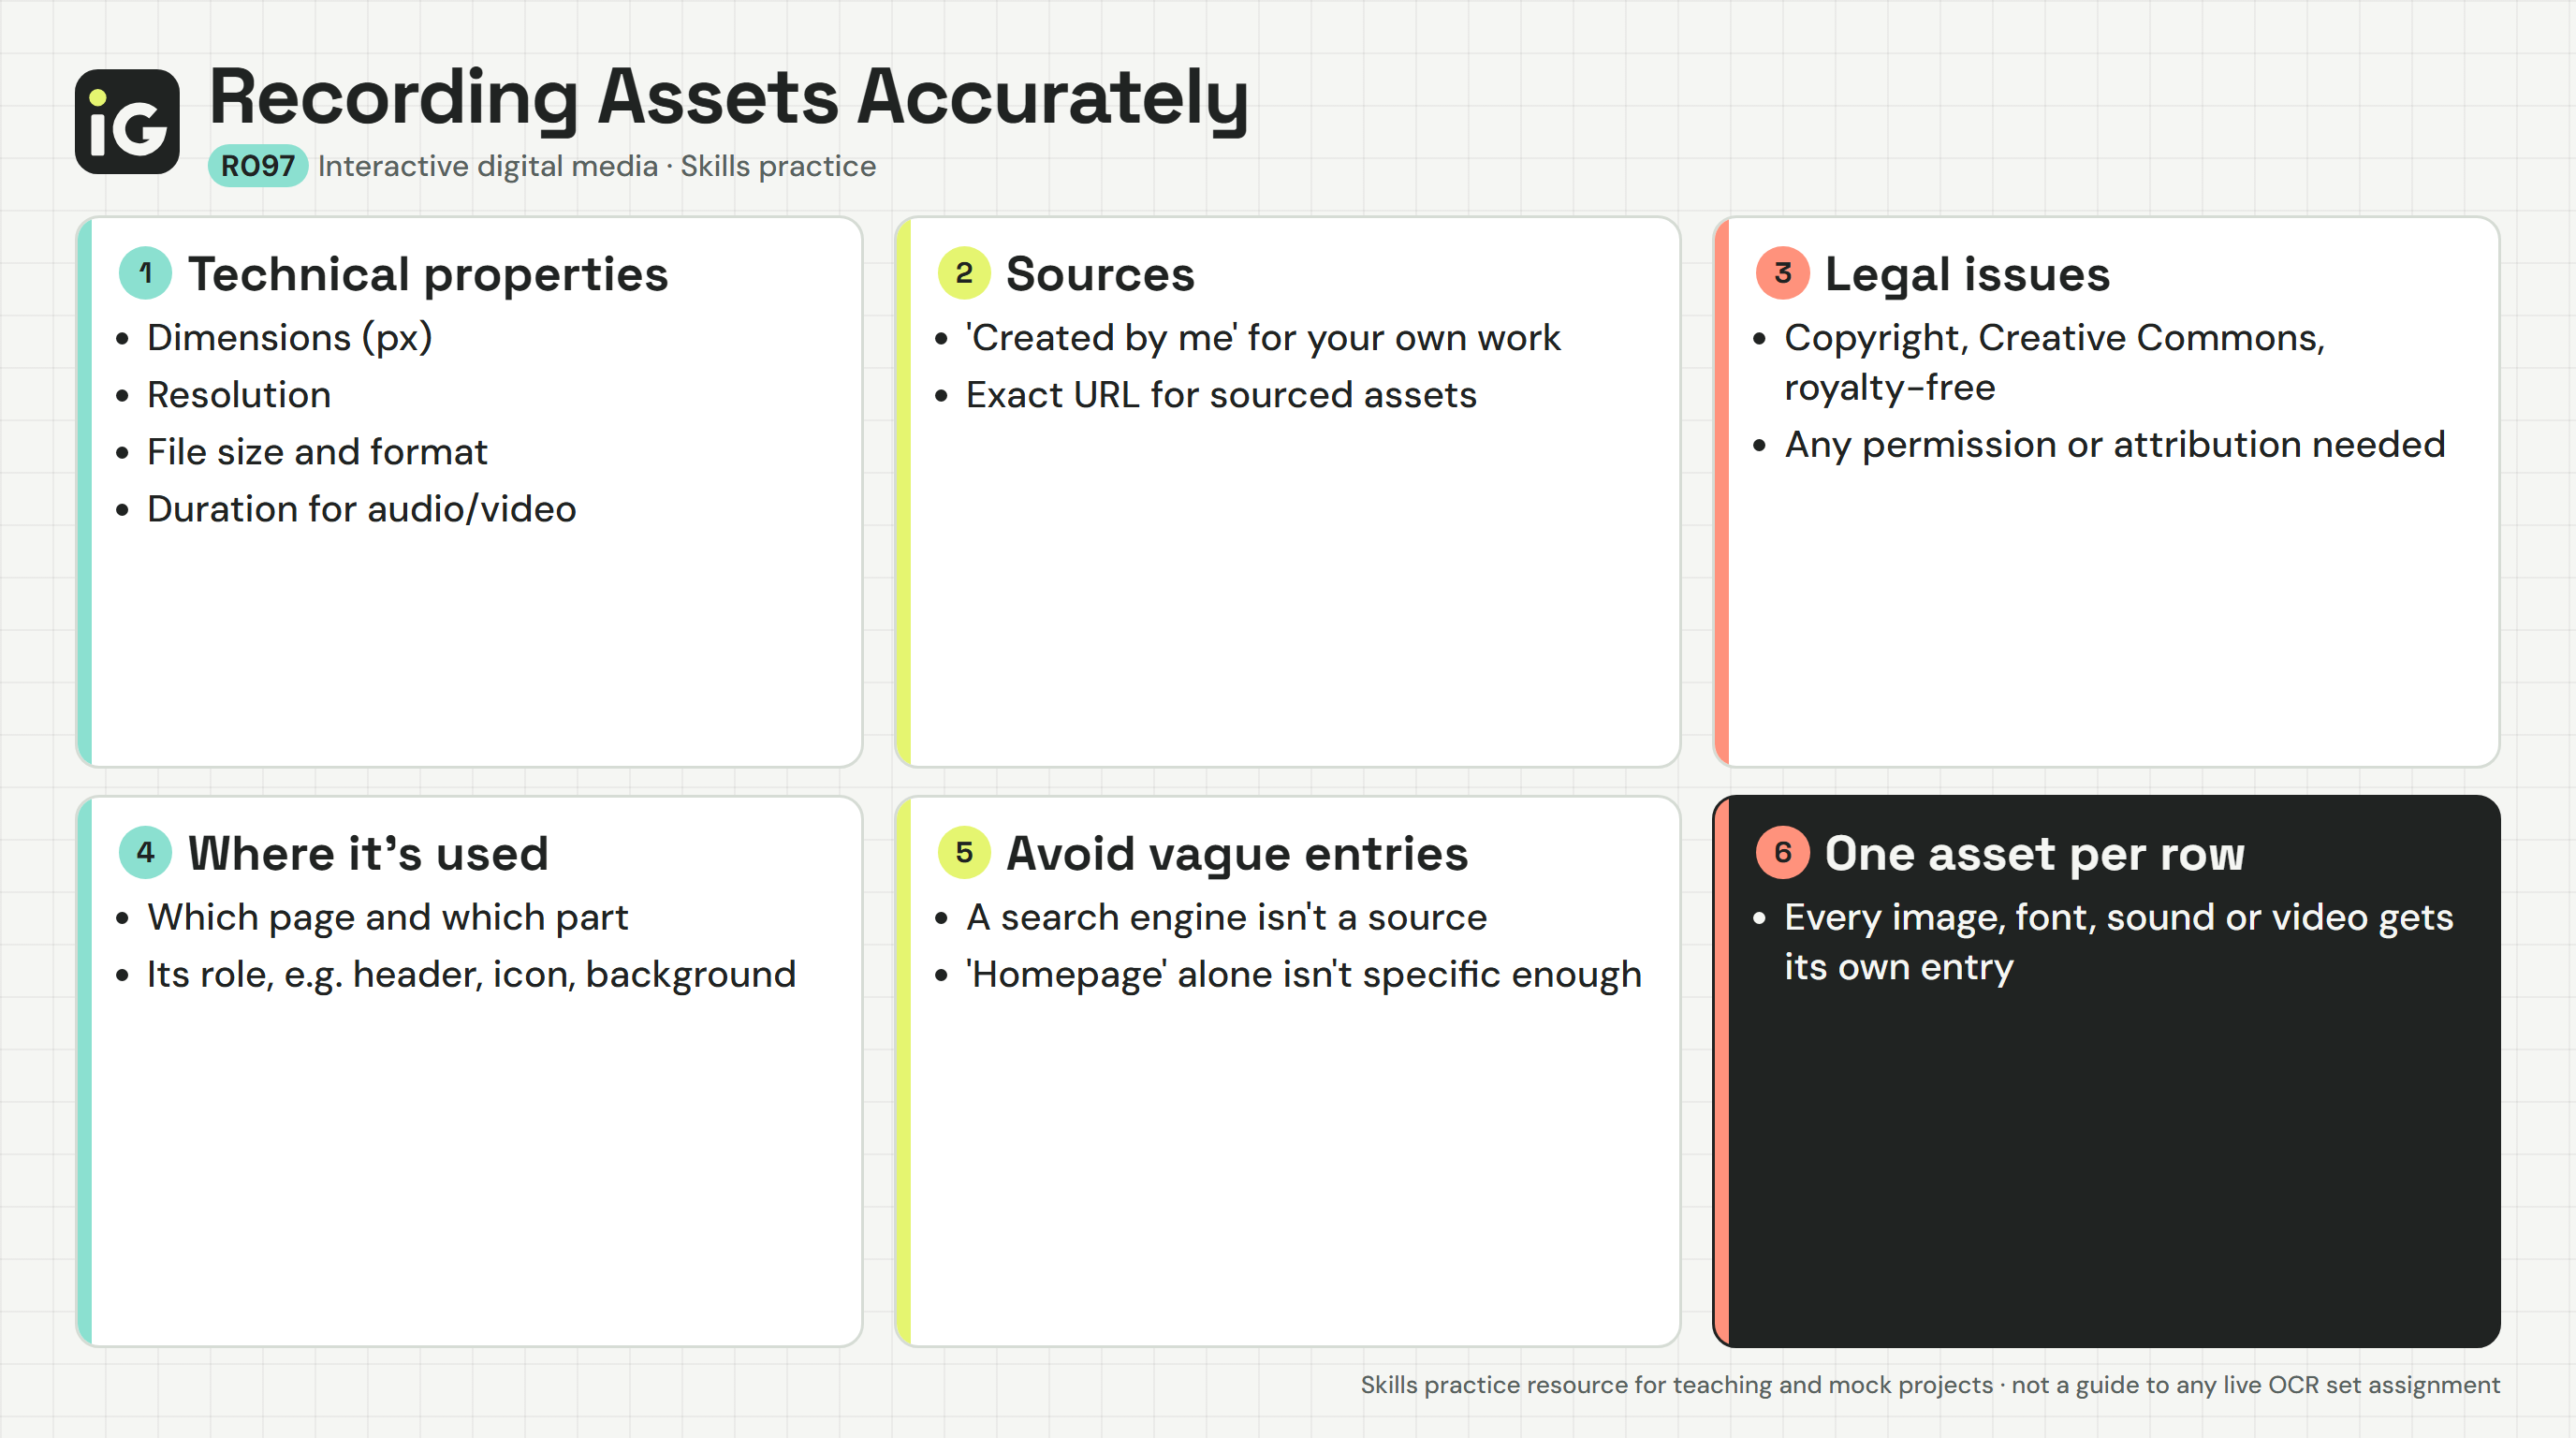 iG
Recording Assets Accurately
R097 Interactive digital media · Skills practice
1 Technical properties
• Dimensions (px)
• Resolution
• File size and format
• Duration for audio/video
2 Sources
• 'Created by me' for your own work
• Exact URL for sourced assets
3 Legal issues
• Copyright, Creative Commons,
royalty-free
• Any permission or attribution needed
4 Where it's used
• Which page and which part
• Its role, e.g. header, icon, background
5 Avoid vague entries
• A search engine isn't a source
• 'Homepage' alone isn't specific enough
6 One asset per row
• Every image, font, sound or video gets
its own entry
Skills practice resource for teaching and mock projects · not a guide to any live OCR set assignment